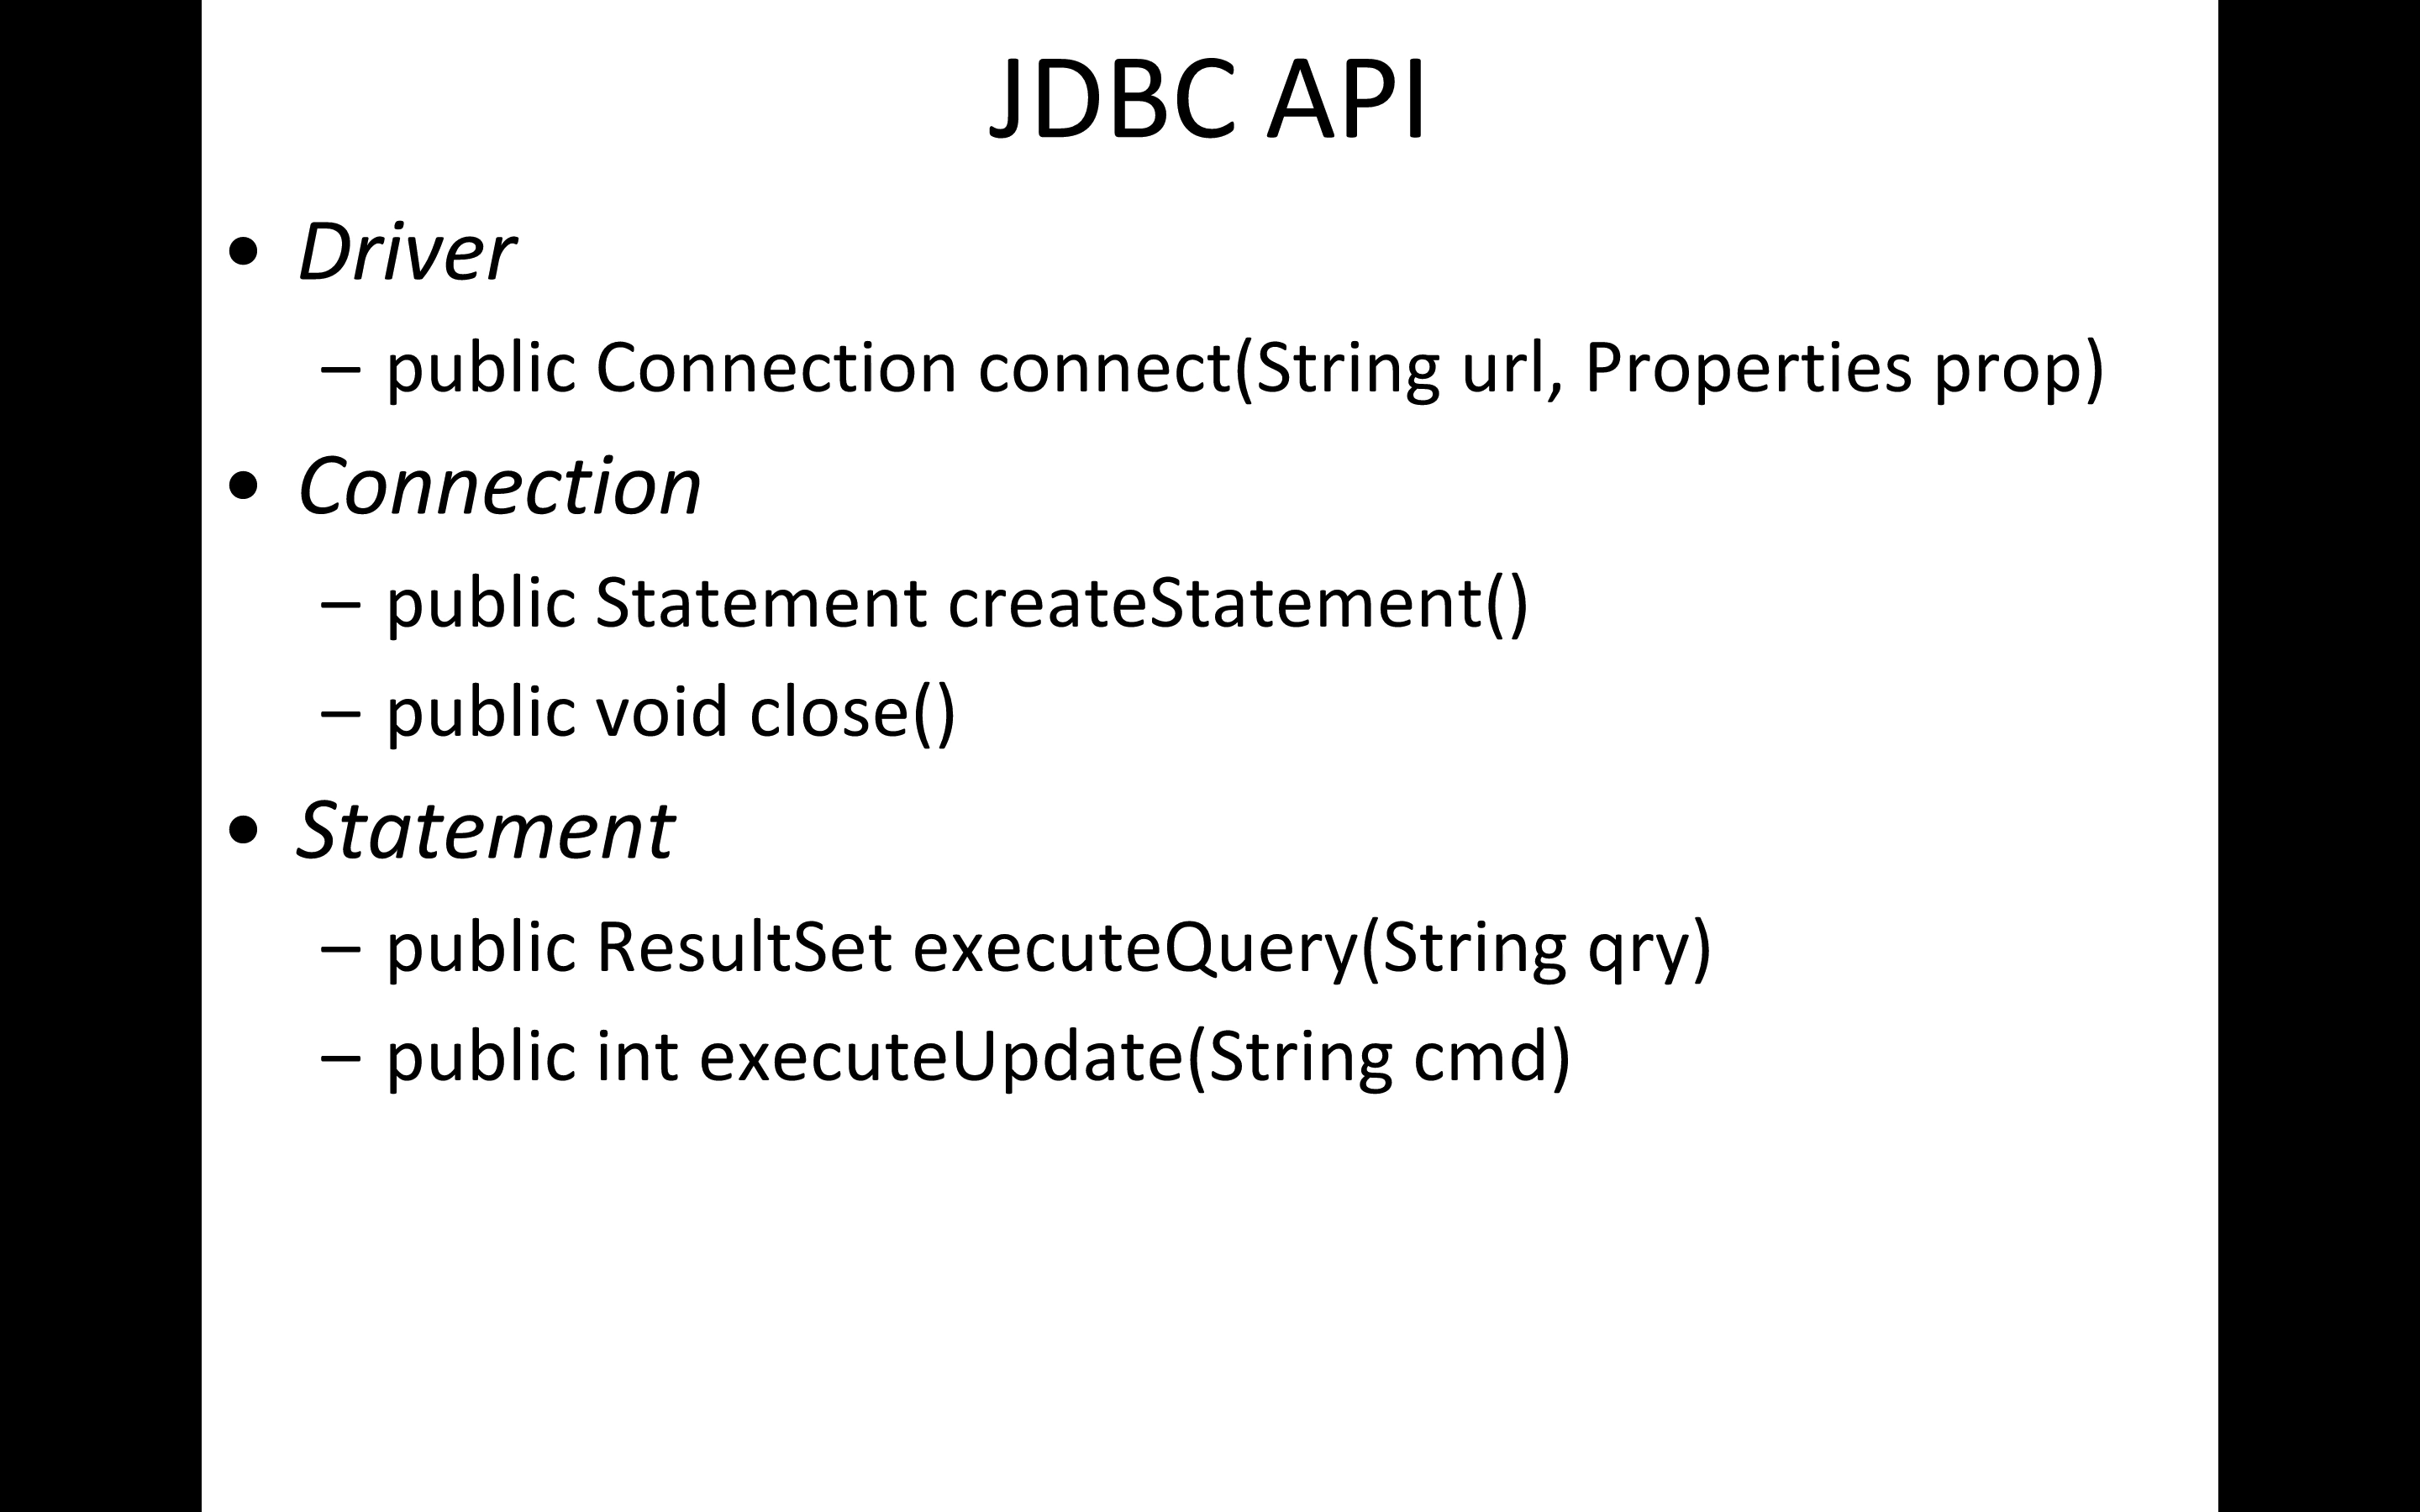 JDBC API
• Driver
– public Connection connect(String url, Properties prop)
• Connection
– public Statement createStatement()
– public void close()
• Statement
– public ResultSet executeQuery(String qry)
– public int executeUpdate(String cmd)